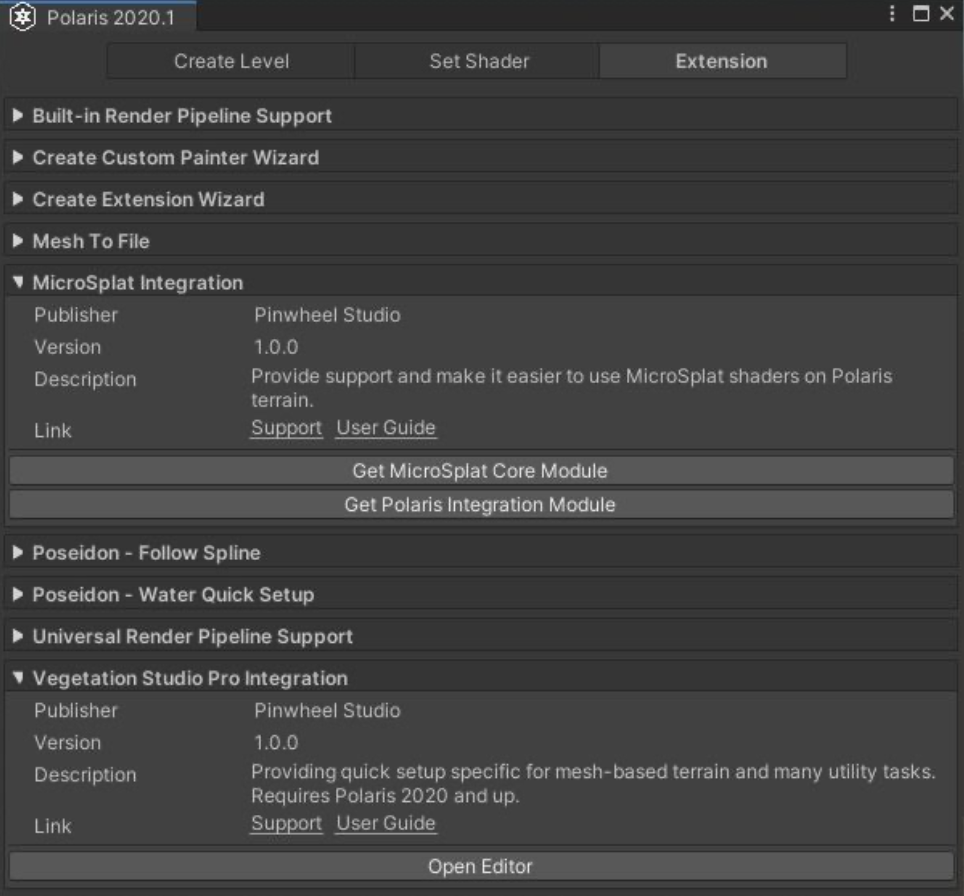 Polaris 2020.1
Create Level Set Shader Extension
Built-in Render Pipeline Support
Create Custom Painter Wizard
Create Extension Wizard
Mesh To File
MicroSplat Integration
Publisher Pinwheel Studio
Version 1.0.0
Description Provide support and make it easier to use MicroSplat shaders on Polaris
terrain.
Link Support User Guide
Get MicroSplat Core Module
Get Polaris Integration Module
Poseidon - Follow Spline
Poseidon - Water Quick Setup
Universal Render Pipeline Support
Vegetation Studio Pro Integration
Publisher Pinwheel Studio
Version 1.0.0
Description Providing quick setup specific for mesh-based terrain and many utility tasks.
Requires Polaris 2020 and up.
Link Support User Guide
Open Editor